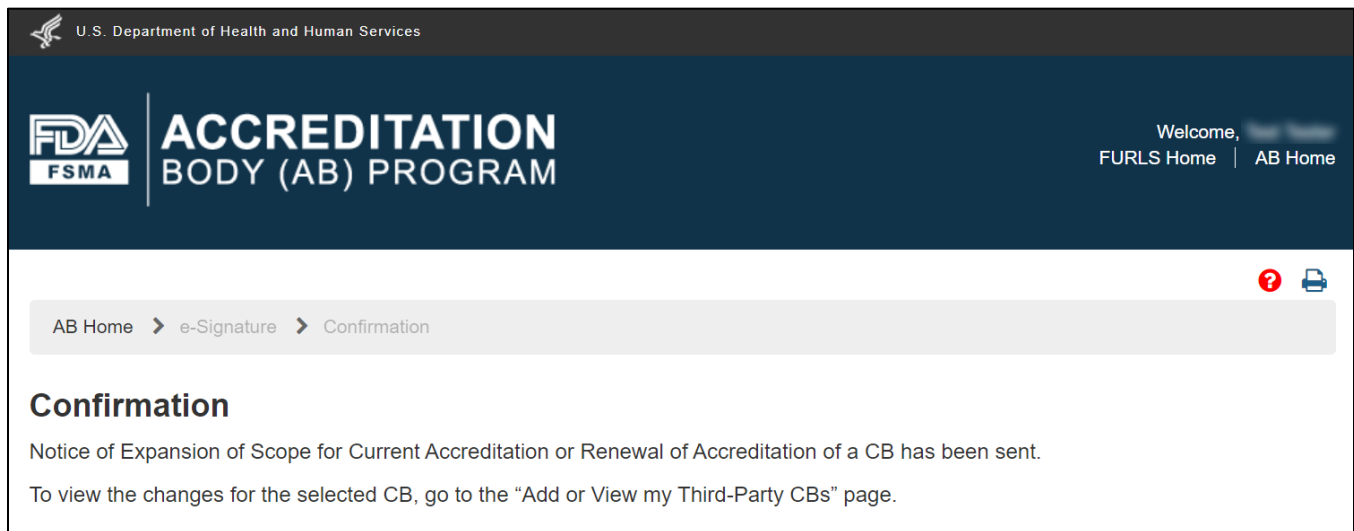 U.S. Department of Health and Human Services
FDA
FSMA
ACCREDITATION
BODY (AB) PROGRAM
Welcome,
FURLS Home | AB Home
?
AB Home > e-Signature > Confirmation
Confirmation
Notice of Expansion of Scope for Current Accreditation or Renewal of Accreditation of a CB has been sent.
To view the changes for the selected CB, go to the “Add or View my Third-Party CBs” page.